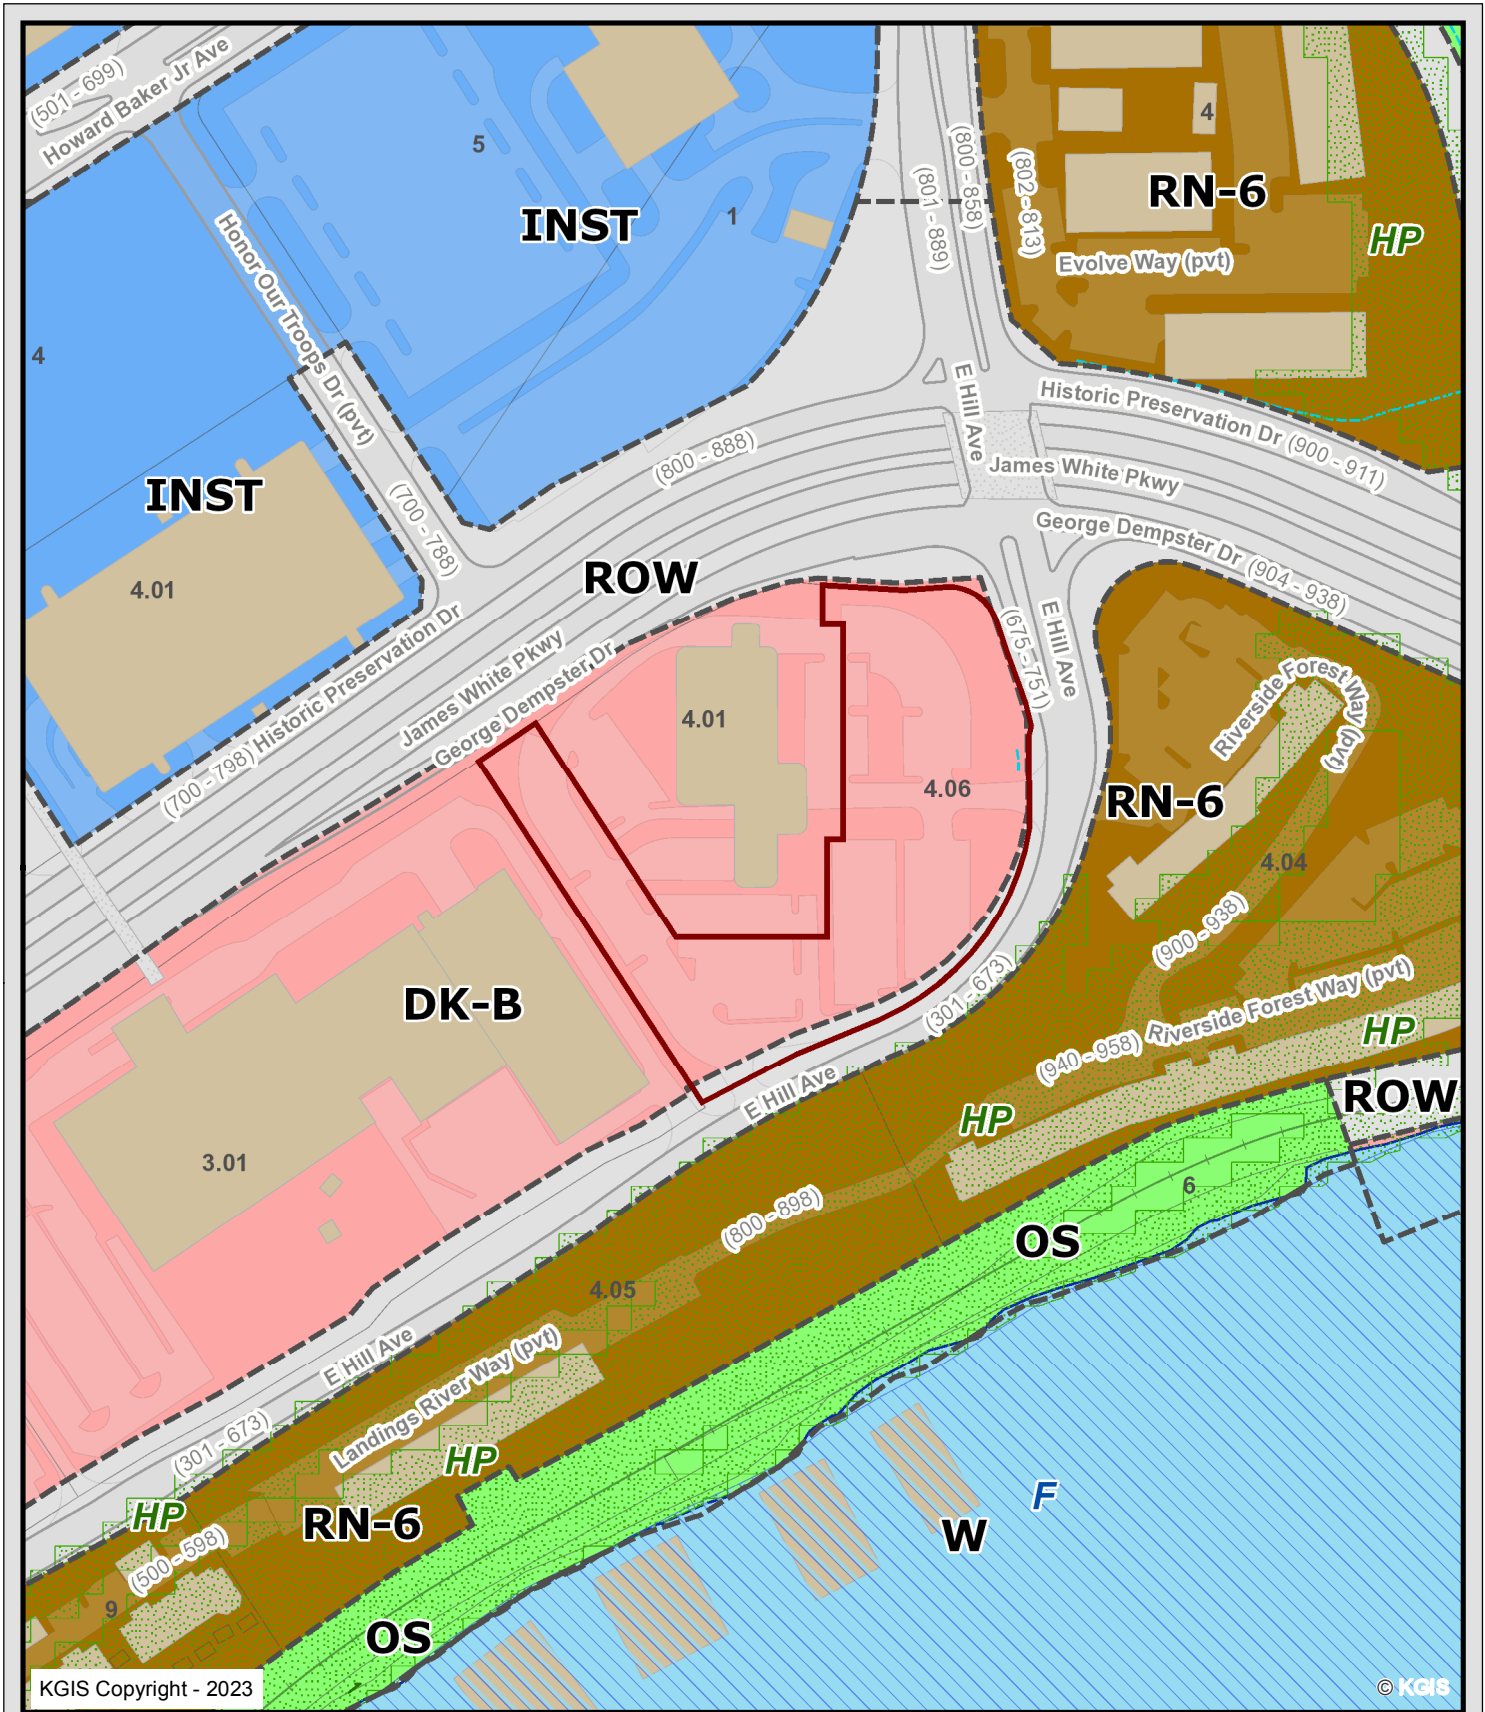 (501 - 699)
Howard Baker Jr Ave
5
4
(800 - 858)
(801 - 889)
(802 - 813)
RN-6
INST
1
HP
Evolve Way (pvt)
Honor Our Troops Dr (pvt)
4
E Hill Ave
Historic Preservation Dr (900 - 911)
(800 - 888)
James White Pkwy
INST
(700 - 788)
George Dempster Dr (904 - 938)
ROW
4.01
(675 - 751)
E Hill Ave
(700 - 798) Historic Preservation Dr
James White Pkwy
George Dempster Dr
4.01
Riverside Forest Way (pvt)
4.06
RN-6
4.04
(900 - 938)
DK-B
(301 - 673)
Riverside Forest Way (pvt)
HP
(940 - 958)
E Hill Ave
ROW
HP
3.01
6
(800 - 898)
OS
4.05
E Hill Ave
Landings River Way (pvt)
(301 - 673)
HP
F
HP
RN-6
W
(500 - 598)
9
OS
KGIS Copyright - 2023
© KGIS